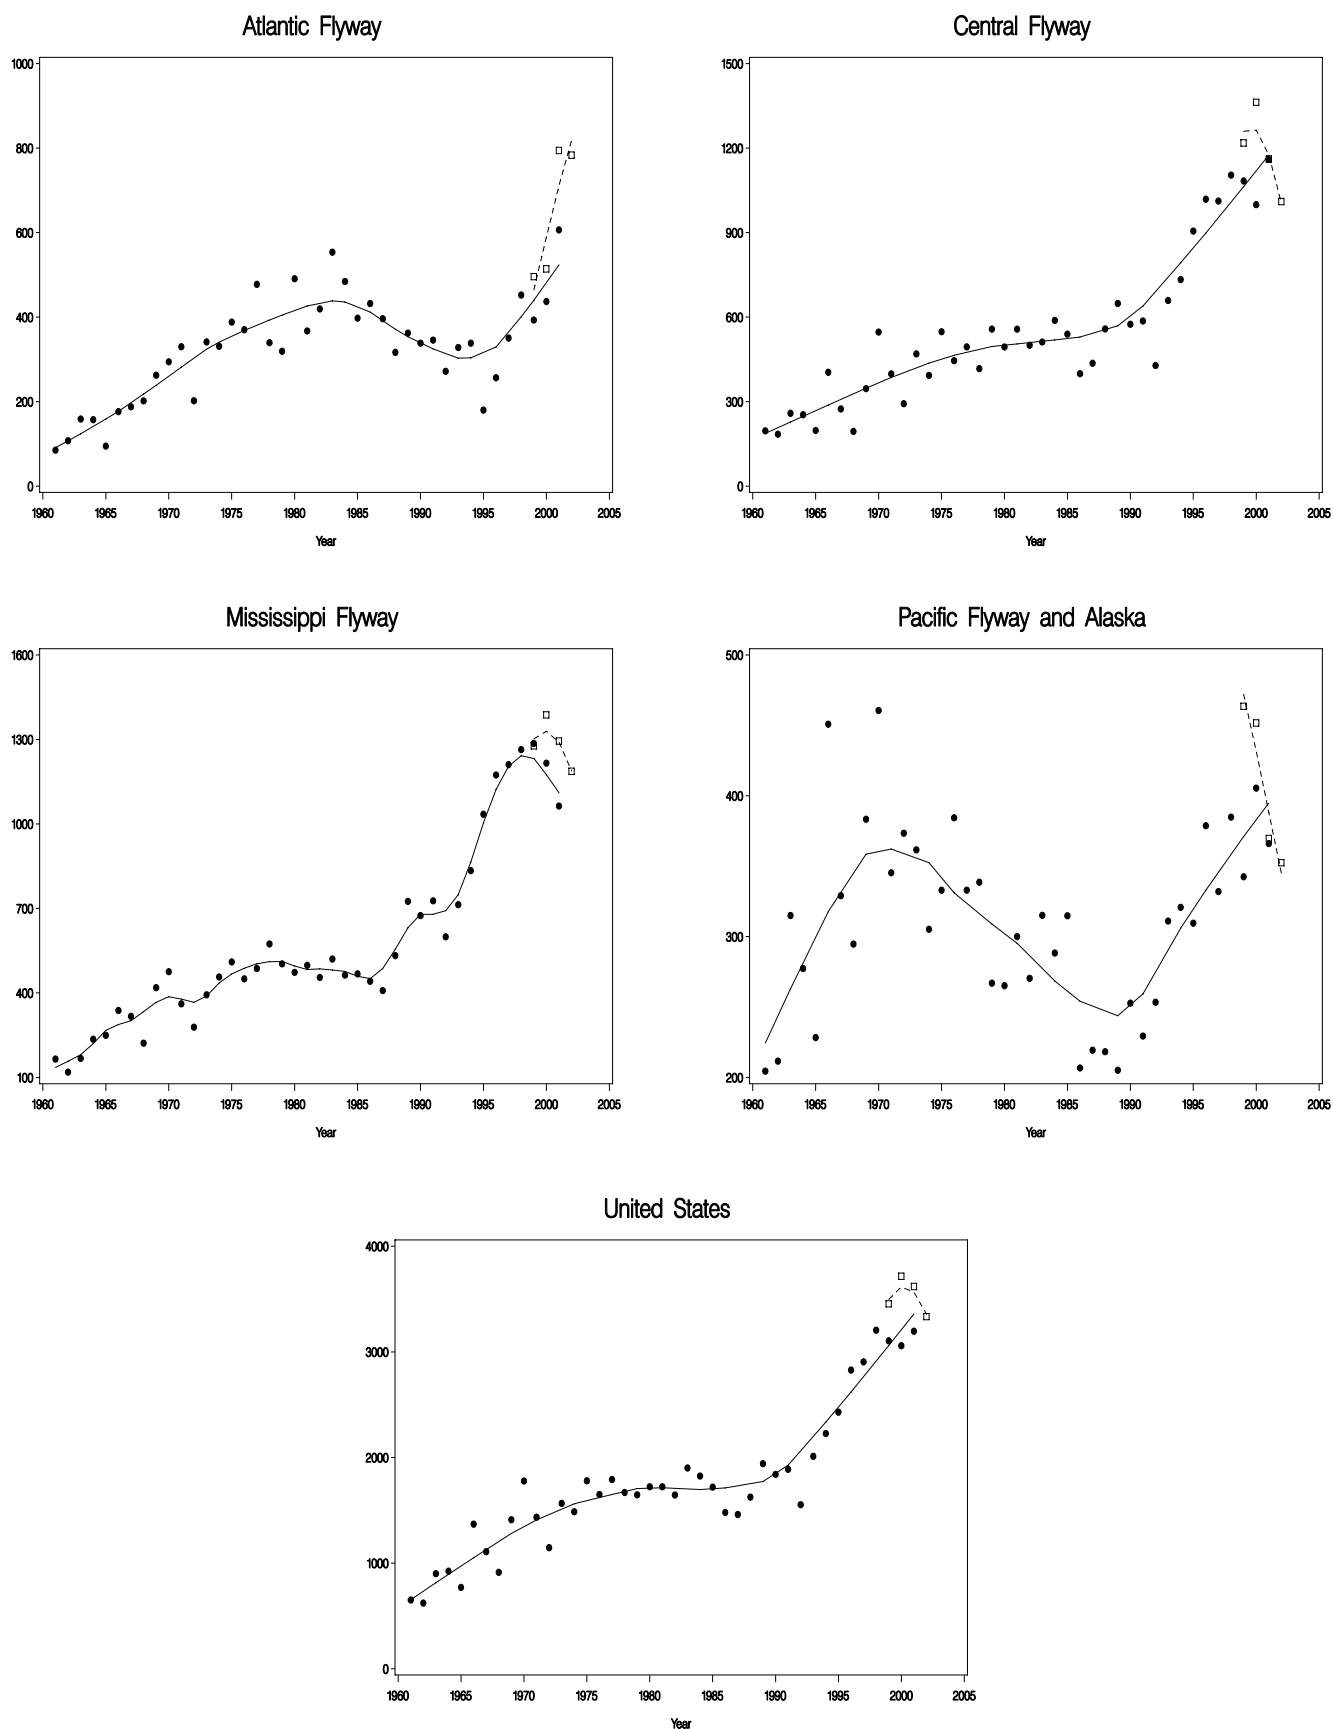 Atlantic Flyway
1000
800
600
400
200
0
1960 1965 1970 1975 1980 1985 1990 1995 2000 2005
Year
Central Flyway
1500
1200
900
600
300
0
1960 1965 1970 1975 1980 1985 1990 1995 2000 2005
Year
Mississippi Flyway
1600
1300
1000
700
400
100
1960 1965 1970 1975 1980 1985 1990 1995 2000 2005
Year
Pacific Flyway and Alaska
500
400
300
200
1960 1965 1970 1975 1980 1985 1990 1995 2000 2005
Year
United States
4000
3000
2000
1000
0
1960 1965 1970 1975 1980 1985 1990 1995 2000 2005
Year